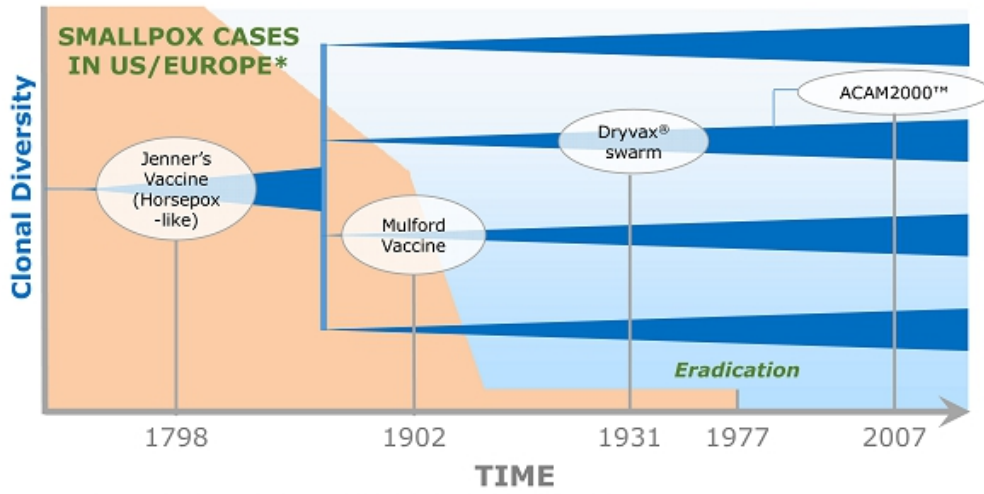 SMALLPOX CASES
IN US/EUROPE*
Clonal Diversity
Jenner's
Vaccine
(Horsepox
-like)
Mulford
Vaccine
Dryvax®
swarm
ACAM2000™
Eradication
1798
1902
1931
1977
2007
TIME